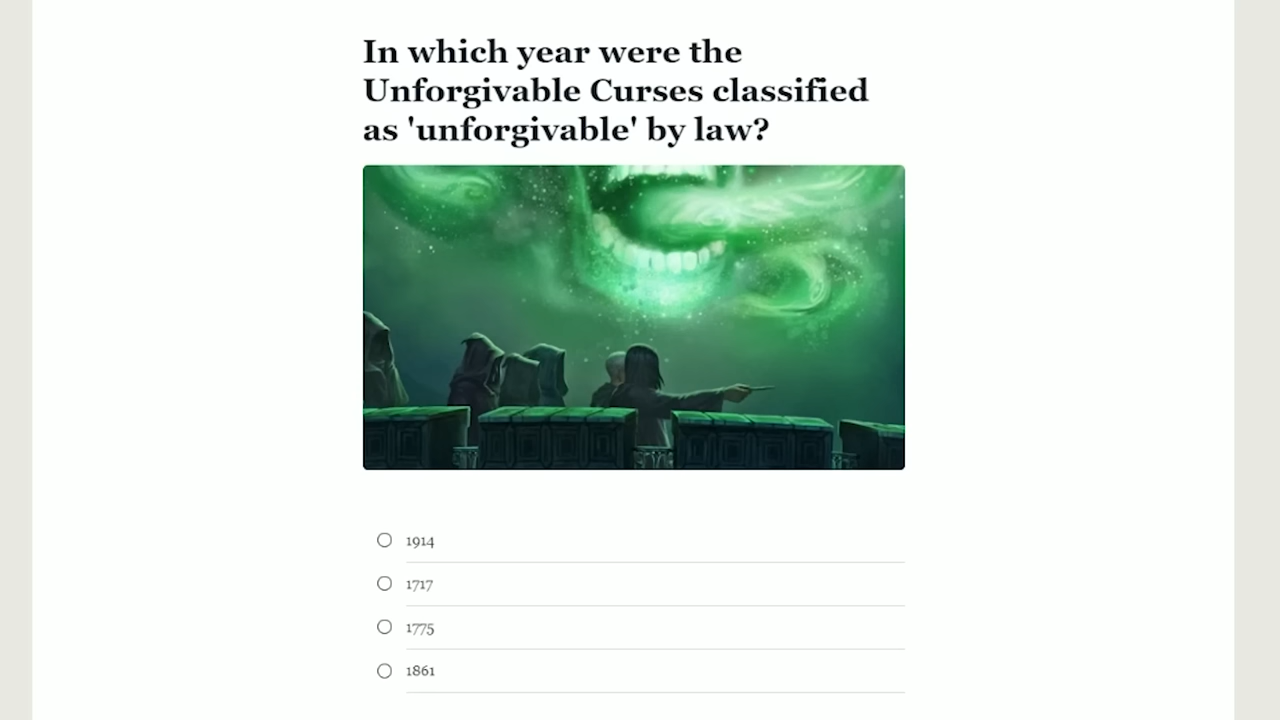 In which year were the
Unforgivable Curses classified
as 'unforgivable' by law?
1914
1717
1775
1861